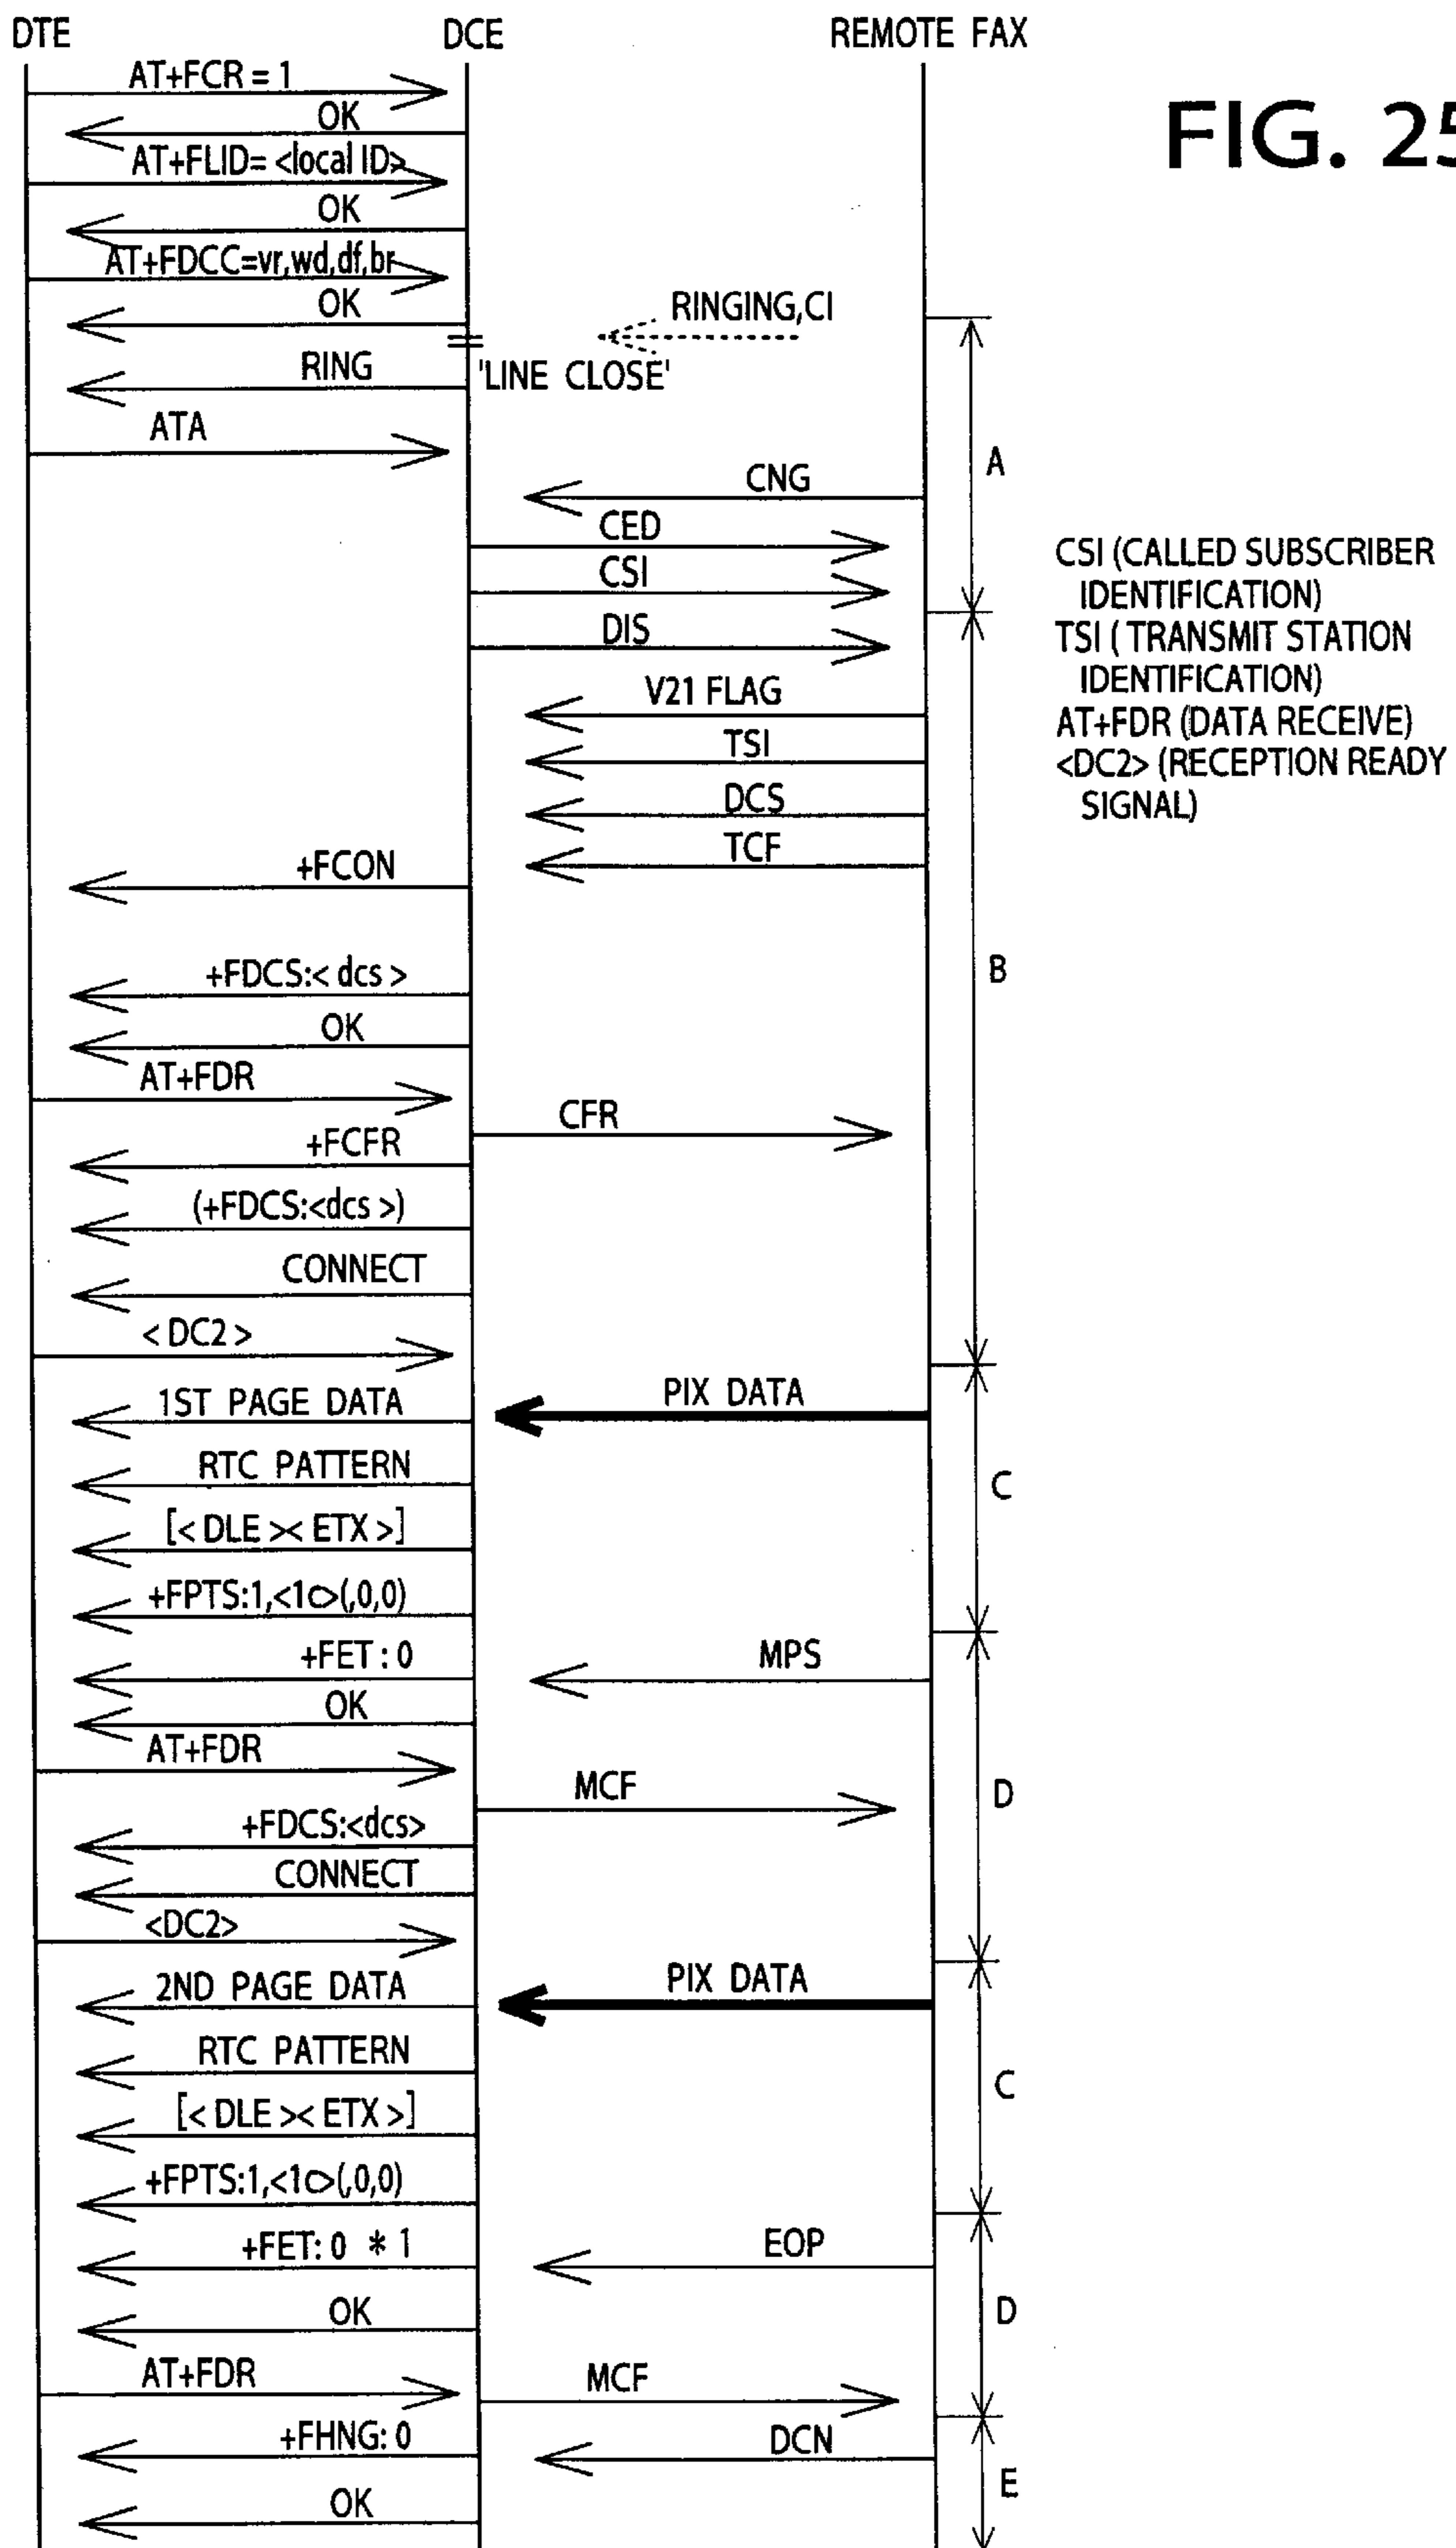 DTE DCE REMOTE FAX
FIG. 25
AT+FCR = 1
OK
AT+FLID= <local ID>
OK
AT+FDCC=vr,wd,df,br
OK
RINGING,CI
RING
'LINE CLOSE'
ATA
A
CNG
CED
CSI
CSI (CALLED SUBSCRIBER
IDENTIFICATION)
TSI ( TRANSMIT STATION
IDENTIFICATION)
AT+FDR (DATA RECEIVE)
<DC2> (RECEPTION READY
SIGNAL)
DIS
V21 FLAG
TSI
DCS
TCF
+FCON
B
+FDCS:< dcs >
OK
AT+FDR
CFR
+FCFR
(+FDCS:<dcs >)
CONNECT
< DC2 >
1ST PAGE DATA
PIX DATA
RTC PATTERN
C
[< DLE >< ETX >]
+FPTS:1,<1c>(,0,0)
+FET : 0
MPS
OK
AT+FDR
MCF
D
+FDCS:<dcs>
CONNECT
<DC2>
2ND PAGE DATA
PIX DATA
RTC PATTERN
C
[< DLE >< ETX >]
+FPTS:1,<1c>(,0,0)
+FET: 0 * 1
EOP
OK
D
AT+FDR
MCF
+FHNG: 0
DCN
E
OK